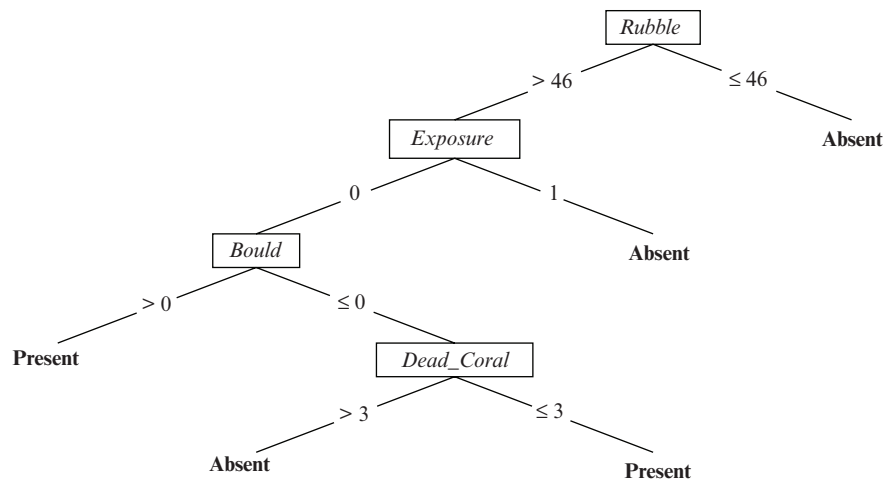 Rubble
> 46
≤ 46
Exposure
Absent
0
1
Bould
Absent
> 0
≤ 0
Present
Dead_Coral
> 3
≤ 3
Absent
Present